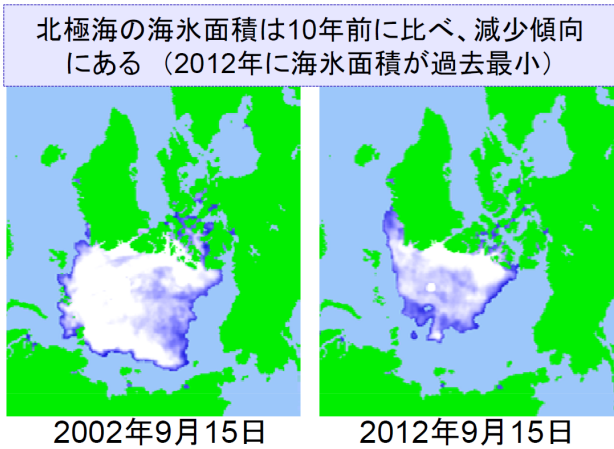 北極海の海氷面積は10年前に比べ、減少傾向
にある （2012年に海氷面積が過去最小）
2002年9月15日
2012年9月15日